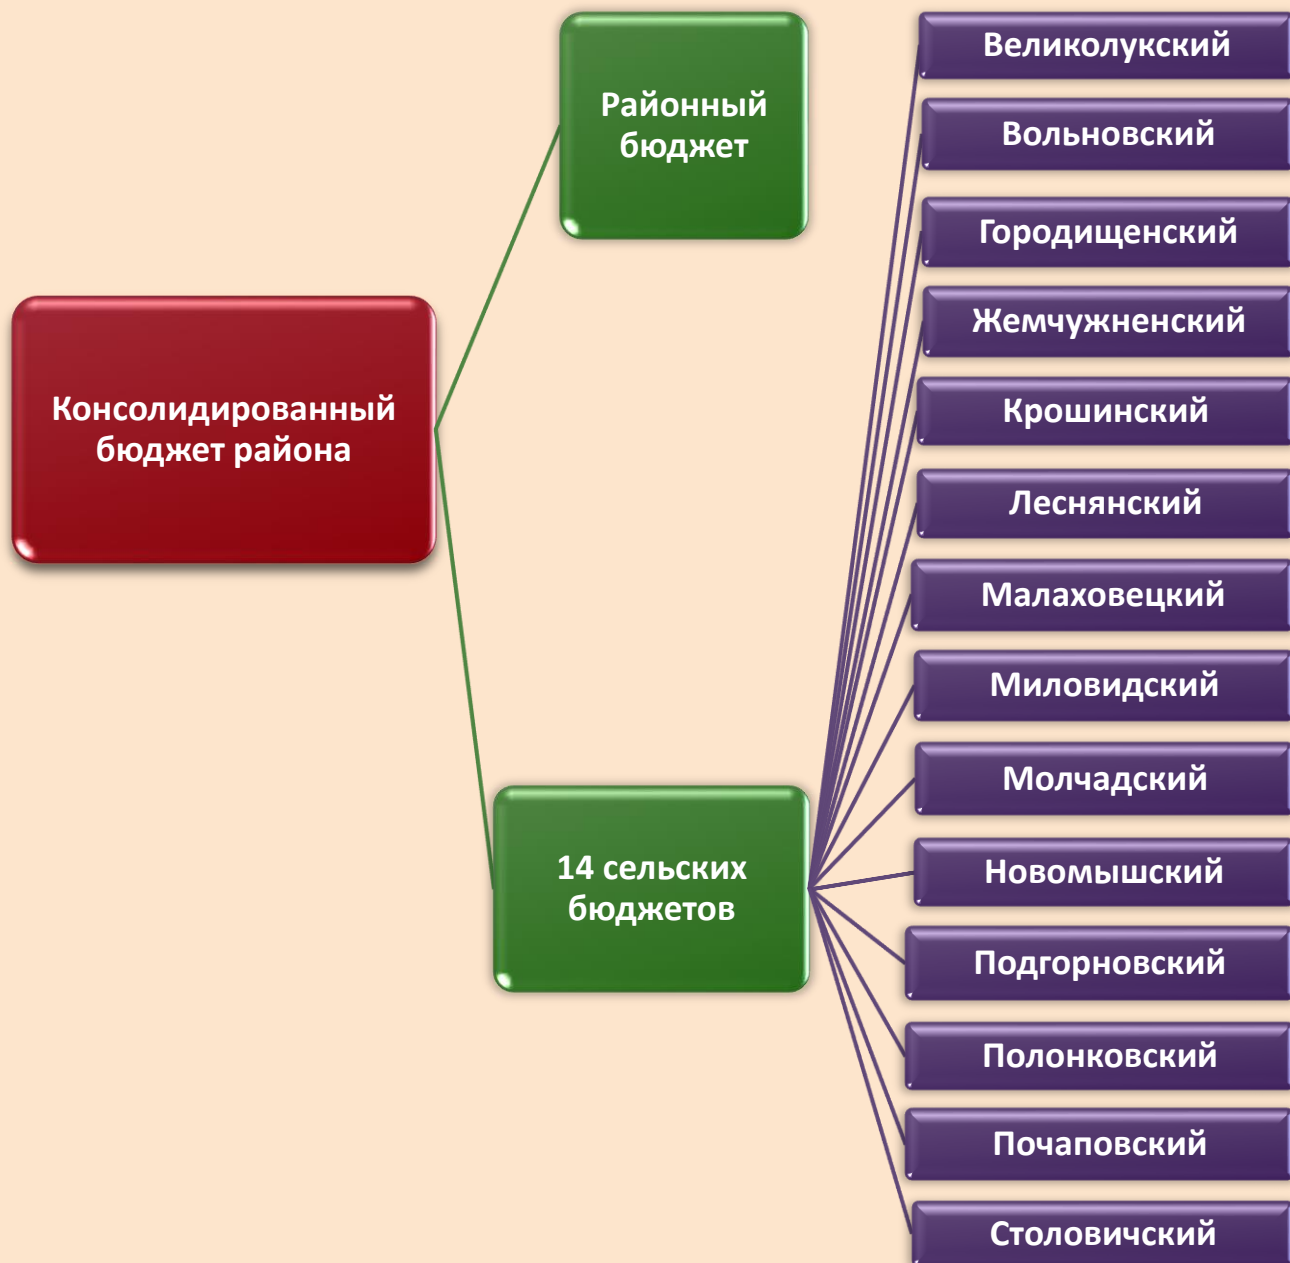 Консолидированный
бюджет района
Районный
бюджет
14 сельских
бюджетов
Великолукский
Вольновский
Городищенский
Жемчужненский
Крошинский
Леснянский
Малаховецкий
Миловидский
Молчадский
Новомышский
Подгорновский
Полонковский
Почаповский
Столовичский